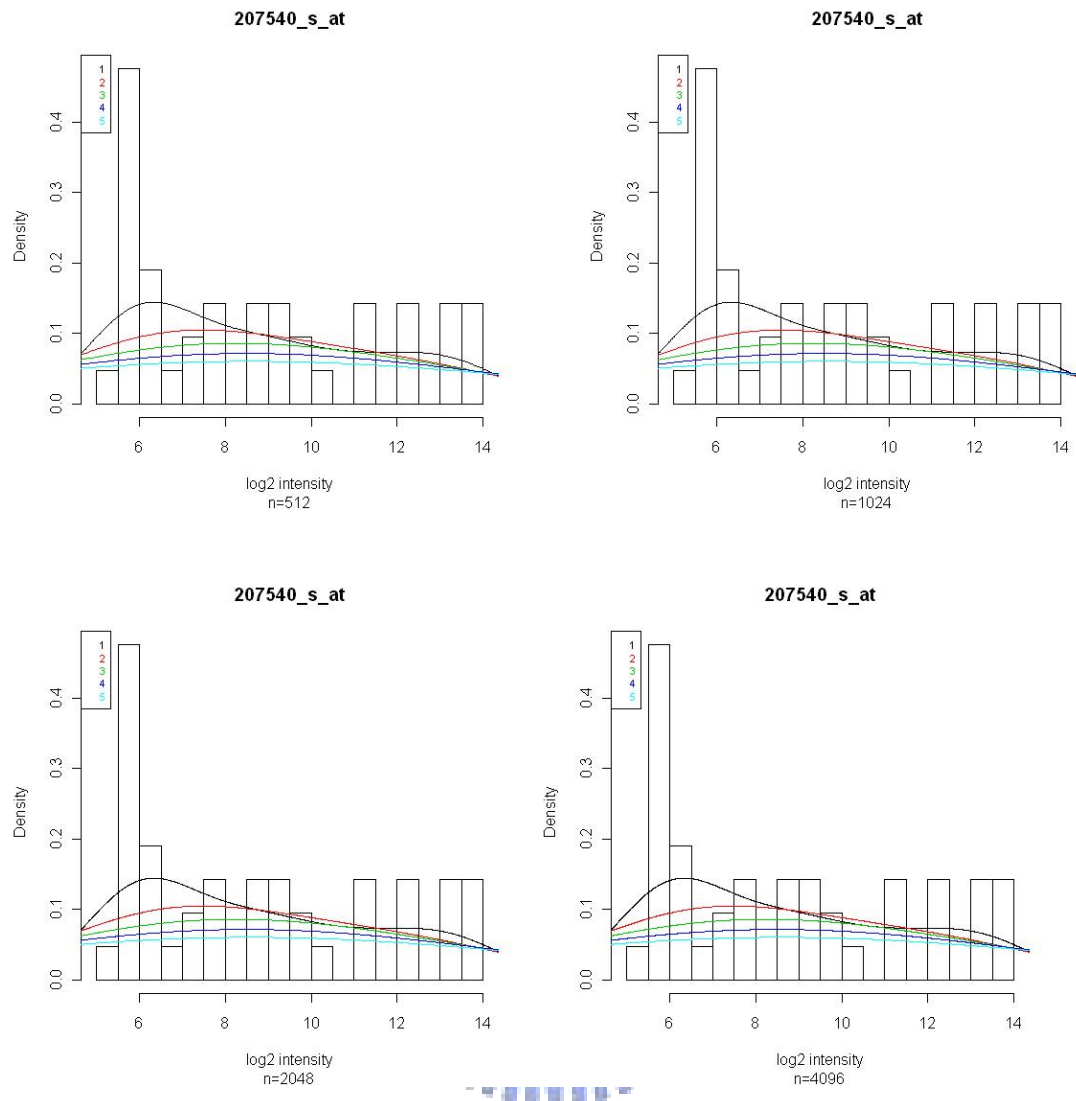 207540_s_at
1
2
3
4
5
Density
0.0 0.1 0.2 0.3 0.4
6 8 10 12 14
log2 intensity
n=512
207540_s_at
1
2
3
4
5
Density
0.0 0.1 0.2 0.3 0.4
6 8 10 12 14
log2 intensity
n=1024
207540_s_at
1
2
3
4
5
Density
0.0 0.1 0.2 0.3 0.4
6 8 10 12 14
log2 intensity
n=2048
207540_s_at
1
2
3
4
5
Density
0.0 0.1 0.2 0.3 0.4
6 8 10 12 14
log2 intensity
n=4096